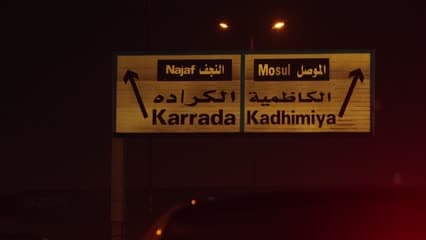 Najaf النجف
الكراده
Karrada
Mosul الموصل
الكاظمية
Kadhimiya